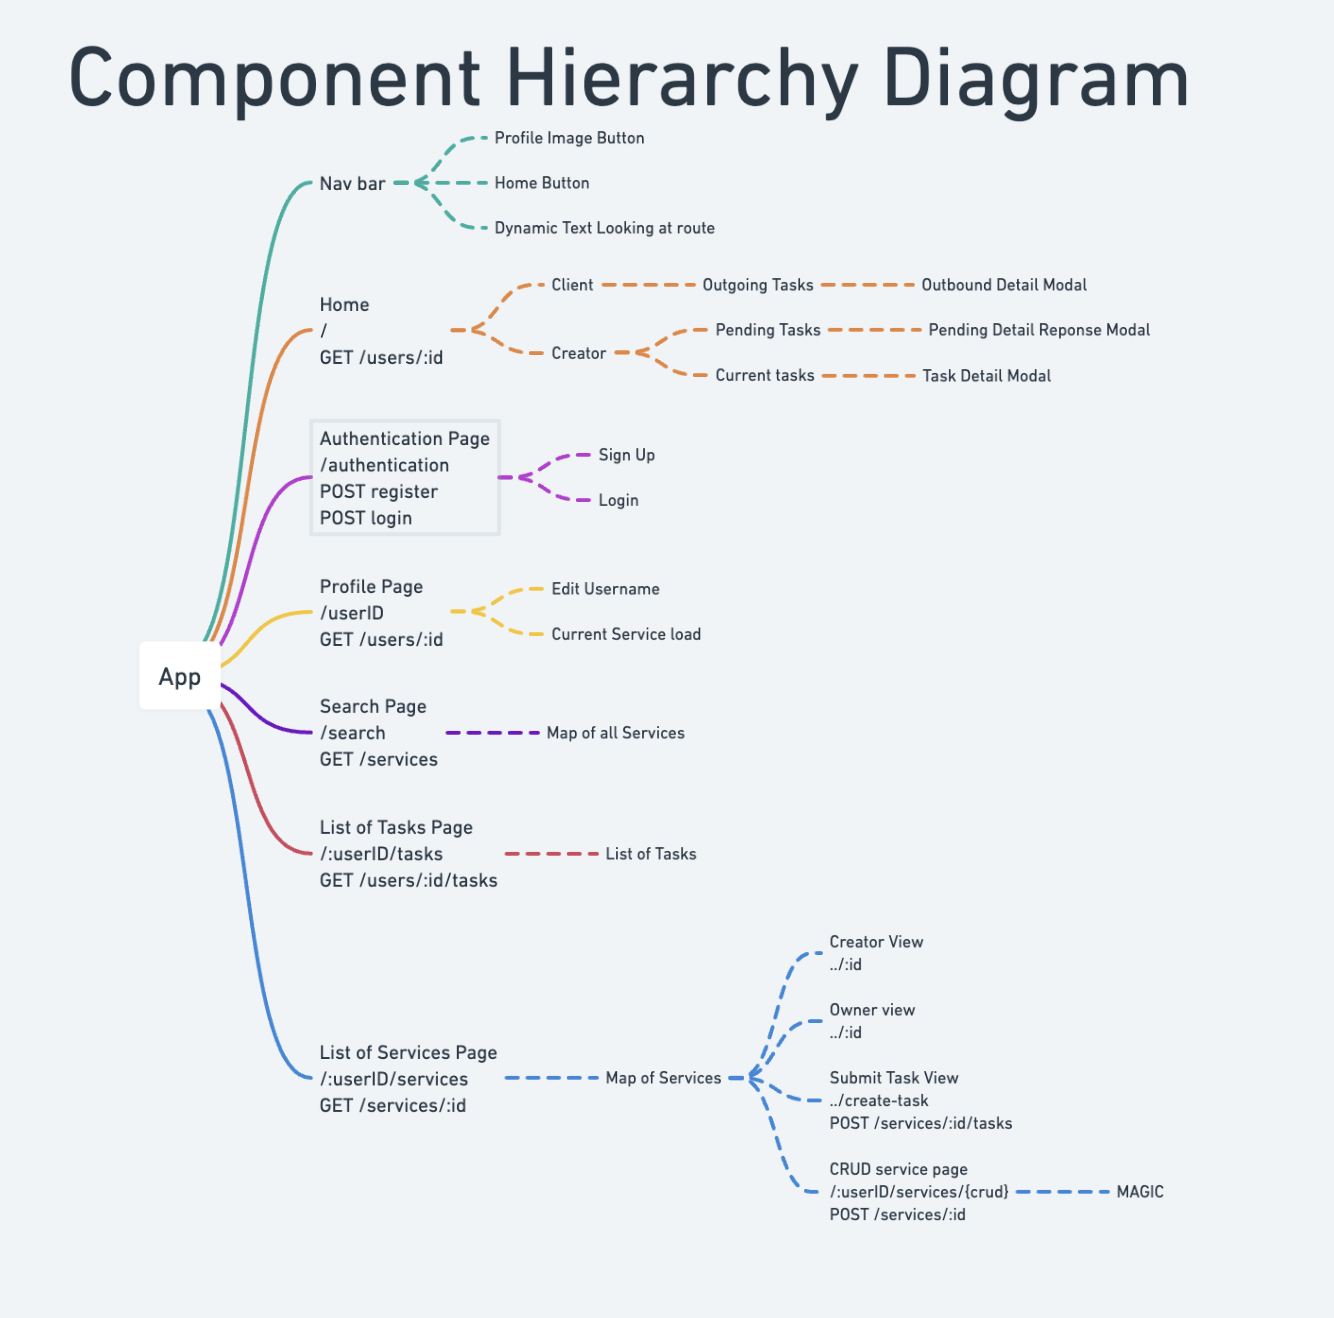 Component Hierarchy Diagram
Profile Image Button
Nav bar
Home Button
Dynamic Text Looking at route
Home
/
GET /users/:id
Client
Outgoing Tasks
Outbound Detail Modal
Creator
Pending Tasks
Pending Detail Reponse Modal
Current tasks
Task Detail Modal
Authentication Page
/authentication
POST register
POST login
Sign Up
Login
Profile Page
/userID
GET /users/:id
Edit Username
Current Service load
App
Search Page
/search
GET /services
Map of all Services
List of Tasks Page
/:userID/tasks
GET /users/:id/tasks
List of Tasks
List of Services Page
/:userID/services
GET /services/:id
Map of Services
Creator View
../:id
Owner view
../:id
Submit Task View
../create-task
POST /services/:id/tasks
CRUD service page
/:userID/services/{crud}
POST /services/:id
MAGIC